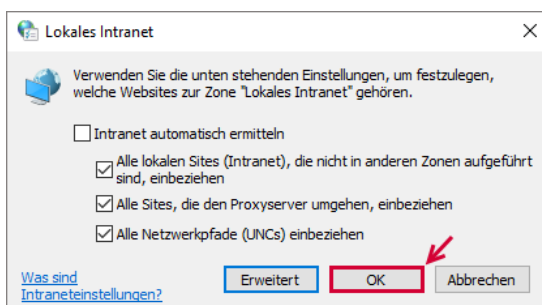 Lokales Intranet
Verwenden Sie die unten stehenden Einstellungen, um festzulegen,
welche Websites zur Zone "Lokales Intranet" gehören.
Intranet automatisch ermitteln
Alle lokalen Sites (Intranet), die nicht in anderen Zonen aufgeführt
sind, einbeziehen
Alle Sites, die den Proxyserver umgehen, einbeziehen
Alle Netzwerkpfade (UNCs) einbeziehen
Was sind
Intraneteinstellungen?
Erweitert
OK
Abbrechen